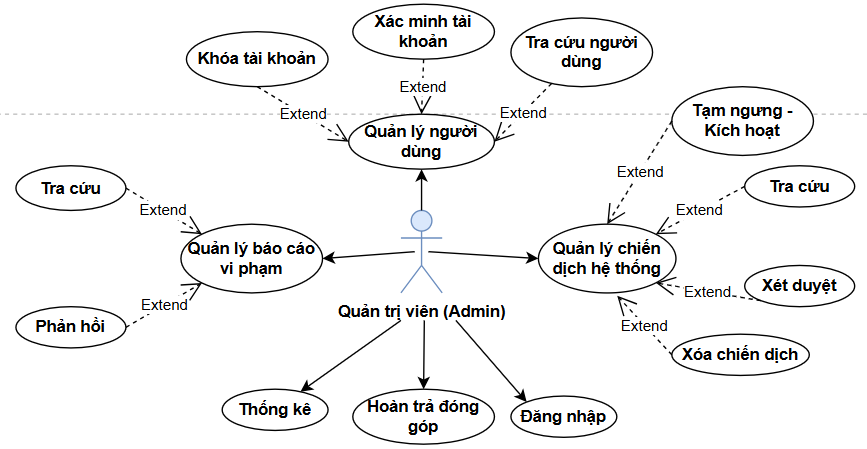 Xác minh tài
khoản
Khóa tài khoản
Tra cứu người
dùng
Extend
Extend
Extend
Quản lý người
dùng
Tạm ngưng -
Kích hoạt
Extend
Tra cứu
Extend
Tra cứu
Extend
Quản lý báo cáo
vi phạm
Quản lý chiến
dịch hệ thống
Extend
Phản hồi
Xét duyệt
Extend
Extend
Xóa chiến dịch
Quản trị viên (Admin)
Thống kê
Hoàn trả đóng
góp
Đăng nhập